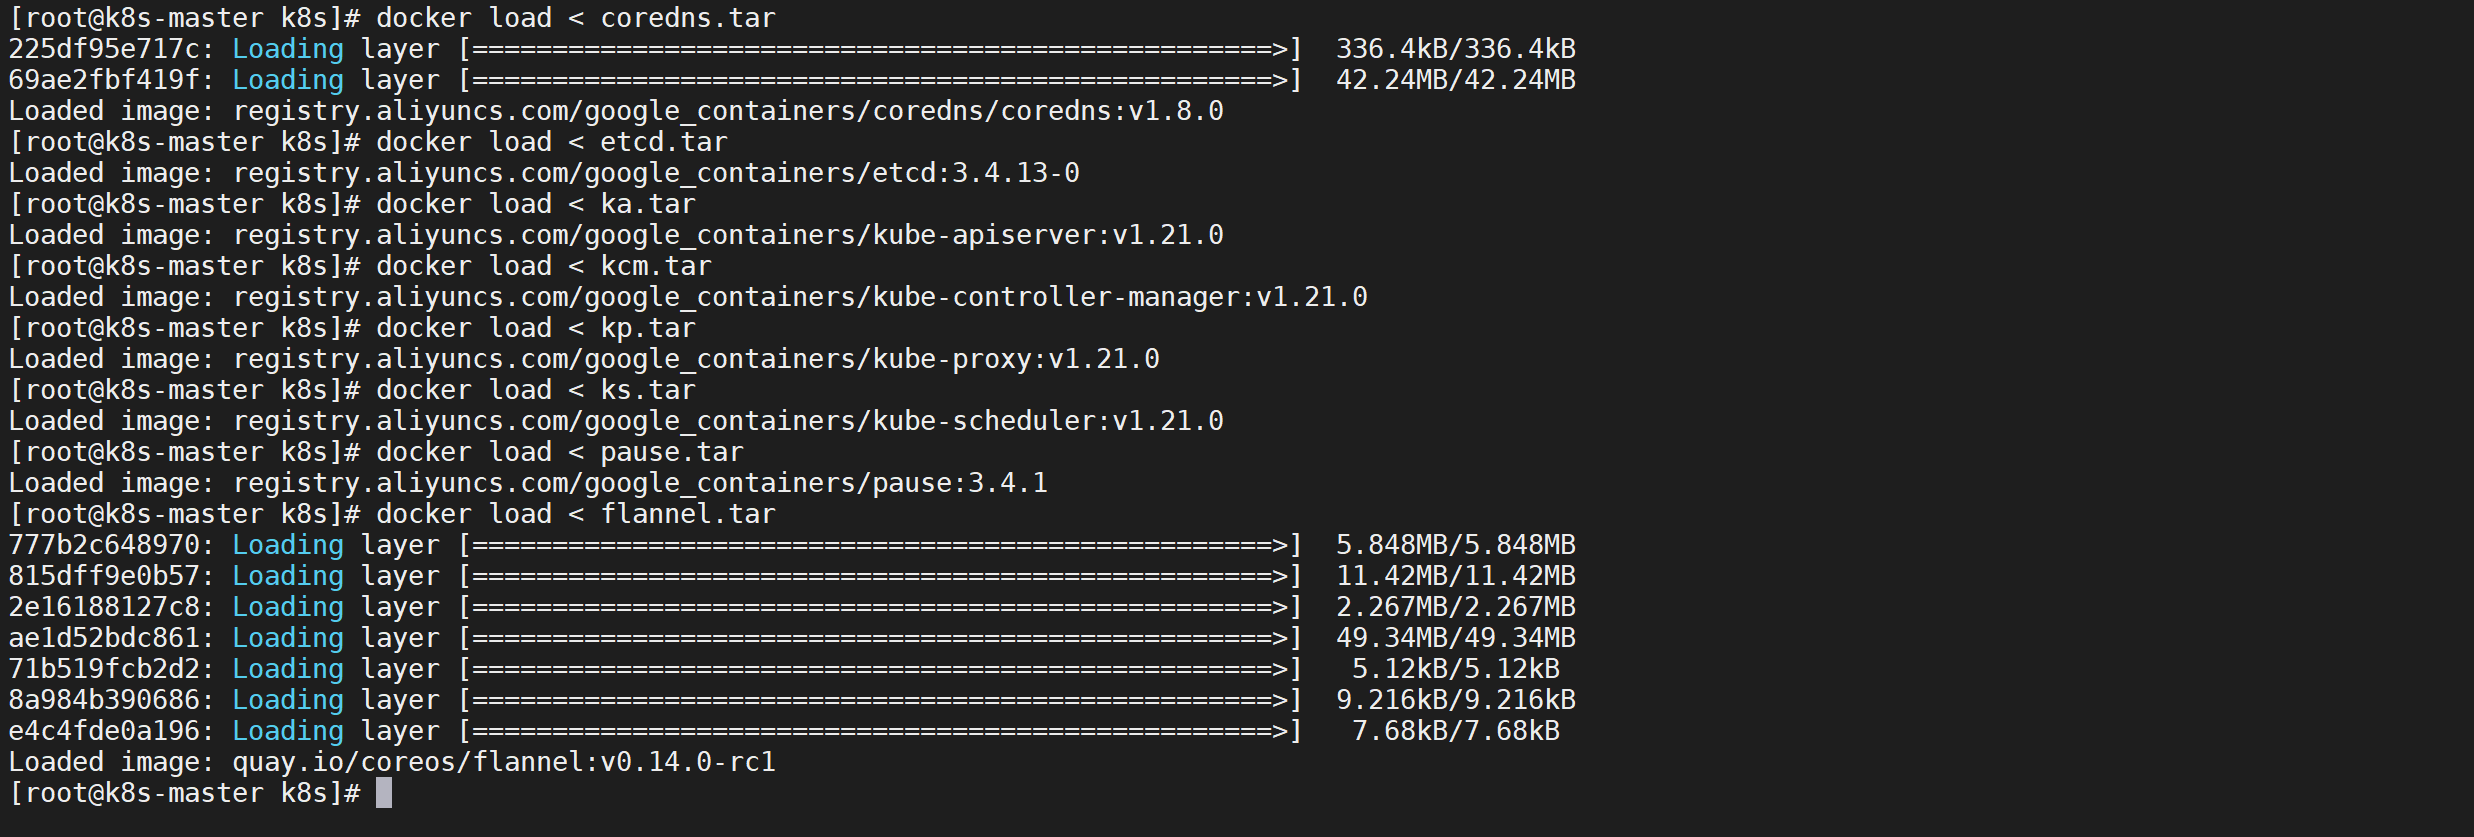 [root@k8s-master k8s]# docker load < coredns.tar
225df95e717c: Loading layer [==================================================>]  336.4kB/336.4kB
69ae2fbf419f: Loading layer [==================================================>]  42.24MB/42.24MB
Loaded image: registry.aliyuncs.com/google_containers/coredns/coredns:v1.8.0
[root@k8s-master k8s]# docker load < etcd.tar
Loaded image: registry.aliyuncs.com/google_containers/etcd:3.4.13-0
[root@k8s-master k8s]# docker load < ka.tar
Loaded image: registry.aliyuncs.com/google_containers/kube-apiserver:v1.21.0
[root@k8s-master k8s]# docker load < kcm.tar
Loaded image: registry.aliyuncs.com/google_containers/kube-controller-manager:v1.21.0
[root@k8s-master k8s]# docker load < kp.tar
Loaded image: registry.aliyuncs.com/google_containers/kube-proxy:v1.21.0
[root@k8s-master k8s]# docker load < ks.tar
Loaded image: registry.aliyuncs.com/google_containers/kube-scheduler:v1.21.0
[root@k8s-master k8s]# docker load < pause.tar
Loaded image: registry.aliyuncs.com/google_containers/pause:3.4.1
[root@k8s-master k8s]# docker load < flannel.tar
777b2c648970: Loading layer [==================================================>]  5.848MB/5.848MB
815dff9e0b57: Loading layer [==================================================>]  11.42MB/11.42MB
2e16188127c8: Loading layer [==================================================>]  2.267MB/2.267MB
ae1d52bdc861: Loading layer [==================================================>]  49.34MB/49.34MB
71b519fcb2d2: Loading layer [==================================================>]   5.12kB/5.12kB
8a984b390686: Loading layer [==================================================>]  9.216kB/9.216kB
e4c4fde0a196: Loading layer [==================================================>]   7.68kB/7.68kB
Loaded image: quay.io/coreos/flannel:v0.14.0-rc1
[root@k8s-master k8s]#